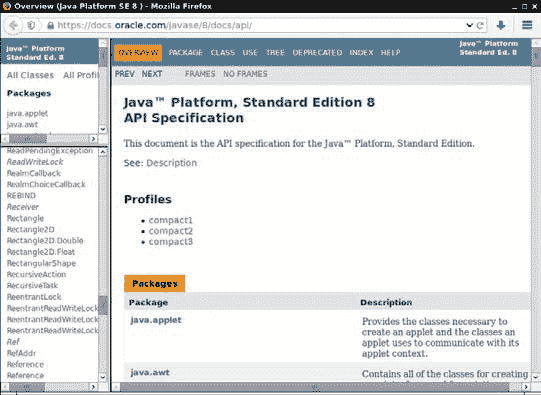 Overview (Java Platform SE 8 ) - Mozilla Firefox
https://docs.oracle.com/javase/8/docs/api/
Java™ Platform
Standard Ed. 8
All Classes All Profil
Packages
java.applet
java.awt
ReadPendingException
ReadWriteLock
RealmCallback
RealmChoiceCallback
REBIND
Receiver
Rectangle
Rectangle2D
Rectangle2D.Double
Rectangle2D.Float
RectangularShape
RecursiveAction
RecursiveTask
ReentrantLock
ReentrantReadWriteLock
ReentrantReadWriteLock
ReentrantReadWriteLock
Ref
RefAddr
Reference
Reference
OVERVIEW PACKAGE CLASS USE TREE DEPRECATED INDEX HELP
Java™ Platform
Standard Ed. 8
PREV NEXT FRAMES NO FRAMES
Java™ Platform, Standard Edition 8
API Specification
This document is the API specification for the Java™ Platform, Standard Edition.
See: Description
Profiles
compact1
compact2
compact3
Packages
Package Description
java.applet Provides the classes necessary to
create an applet and the classes an
applet uses to communicate with its
applet context.
java.awt Contains all of the classes for creating